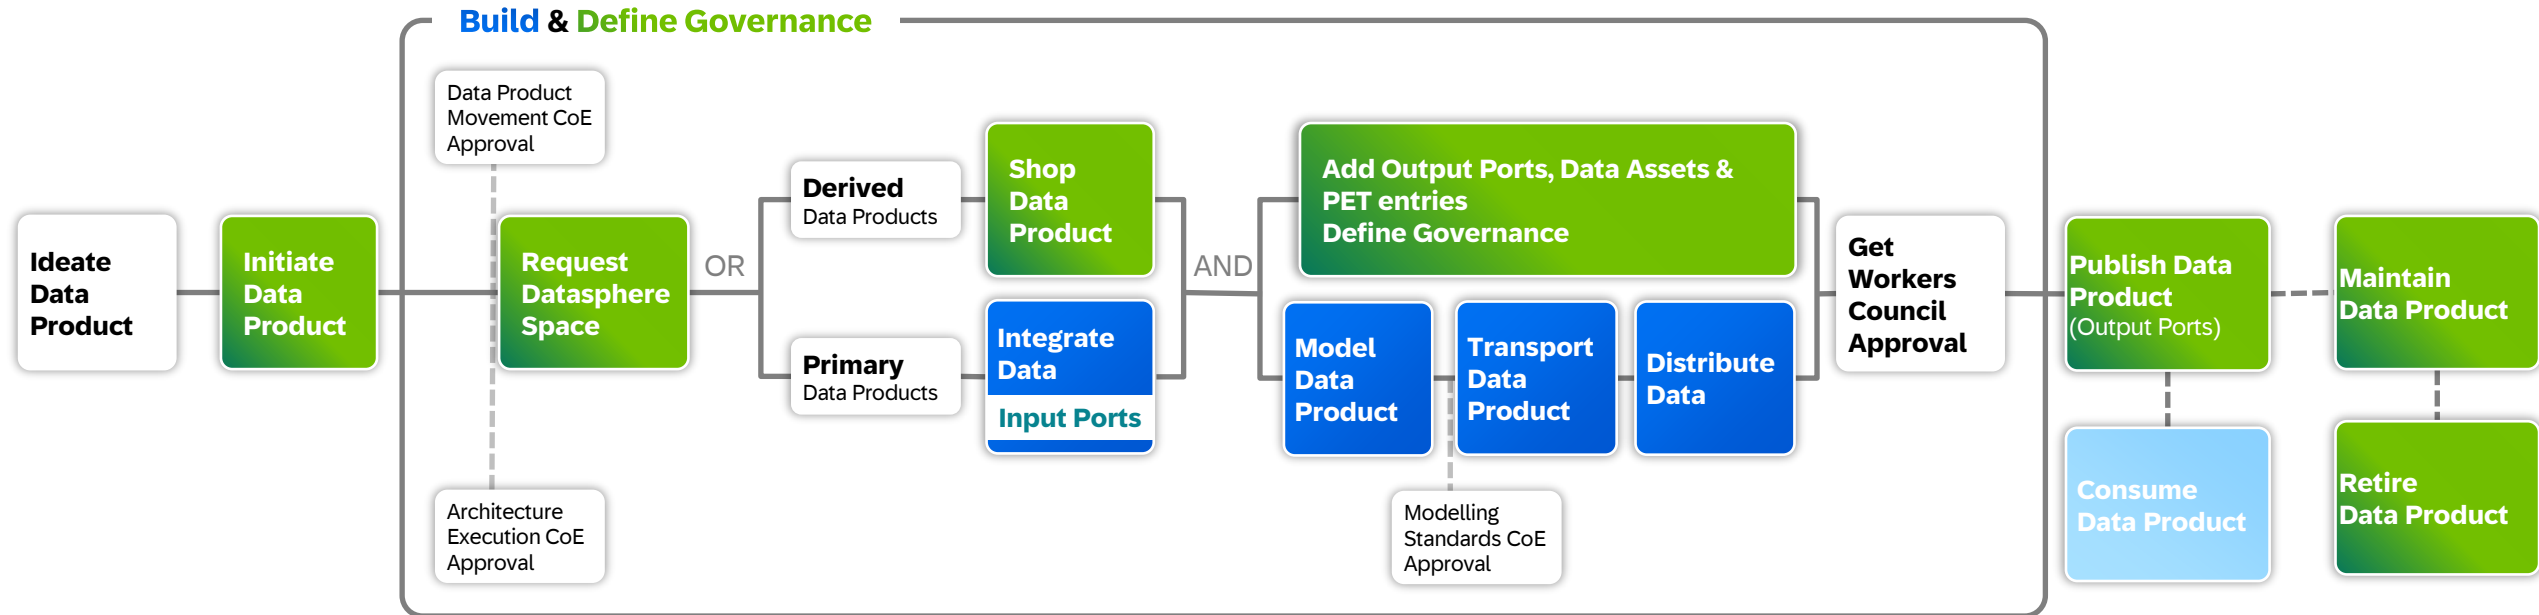 Build & Define Governance
Data Product
Movement CoE
Approval
Ideate
Data
Product
Initiate
Data
Product
Request
Datasphere
Space
Architecture
Execution CoE
Approval
OR
Derived
Data Products
Primary
Data Products
Shop
Data
Product
Integrate
Data
Input Ports
AND
Add Output Ports, Data Assets &
PET entries
Define Governance
Model
Data
Product
Transport
Data
Product
Distribute
Data
Modelling
Standards CoE
Approval
Get
Workers
Council
Approval
Publish Data
Product
(Output Ports)
Maintain
Data Product
Consume
Data Product
Retire
Data Product